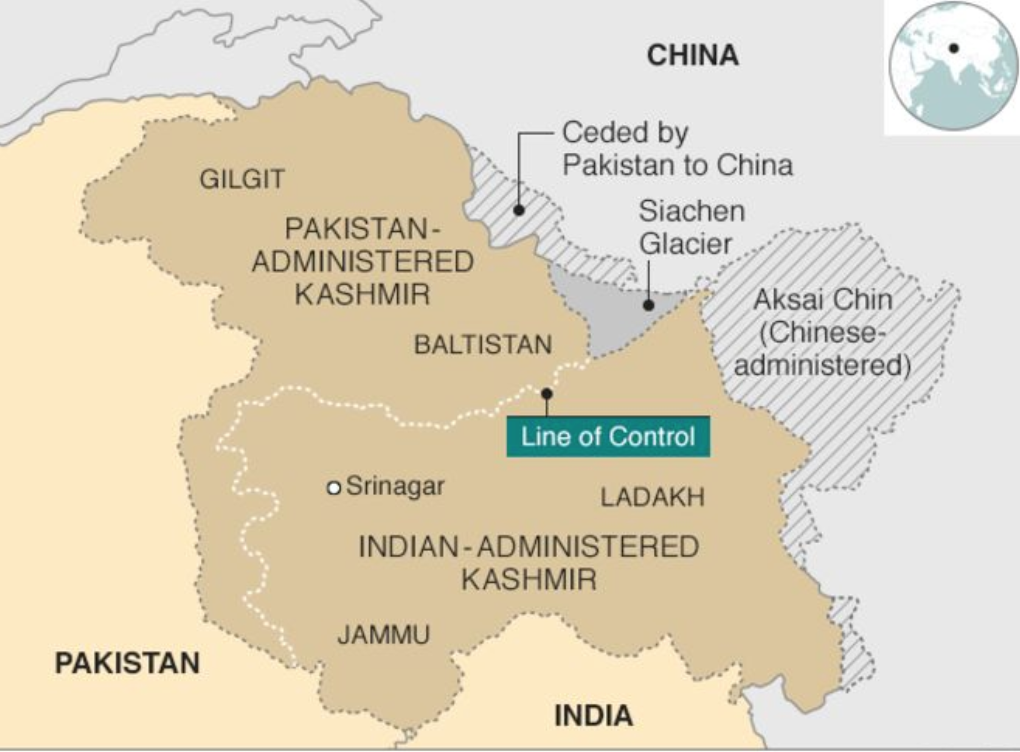 CHINA
Ceded by
Pakistan to China
GILGIT
Siachen
Glacier
PAKISTAN-
ADMINISTERED
KASHMIR
Aksai Chin
(Chinese-
administered)
BALTISTAN
Line of Control
Srinagar
LADAKH
INDIAN-ADMINISTERED
KASHMIR
JAMMU
PAKISTAN
INDIA